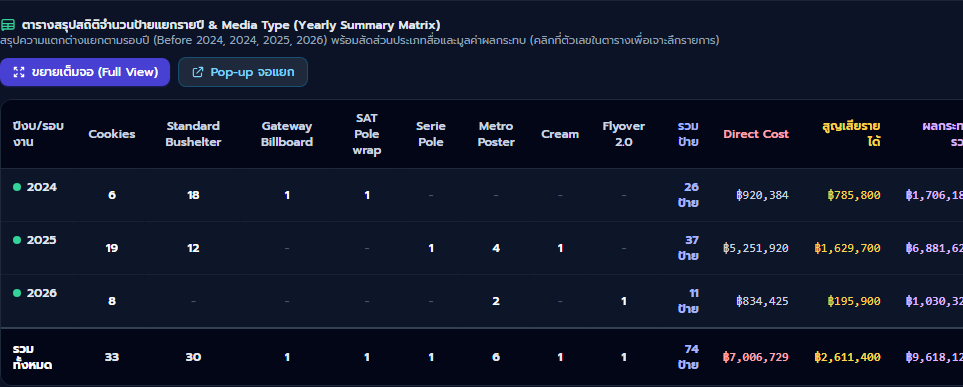 ตารางสรุปสถิติจำนวนป้ายแยกรายปี & Media Type (Yearly Summary Matrix)
สรุปความแตกต่างแยกตามรอบปี (Before 2024, 2024, 2025, 2026) พร้อมสัดส่วนประเภทสื่อและมูลค่าผลกระทบ (คลิกที่ตัวเลขในตารางเพื่อเจาะลึกรายการ)
ขยายเต็มจอ (Full View) Pop-up จอแยก
ปีงบ/รอบงาน Cookies Standard Bushelter Gateway Billboard SAT Pole wrap Serie Pole Metro Poster Cream Flyover 2.0 รวมป้าย Direct Cost สูญเสียรายได้
2024 6 18 1 1 - - - - 26 ป้าย ฿920,384 ฿785,800 ฿1,706,18
2025 19 12 - - 1 4 1 - 37 ป้าย ฿5,251,920 ฿1,629,700 ฿6,881,62
2026 8 - - - - 2 - 1 11 ป้าย ฿834,425 ฿195,900 ฿1,030,32
รวมทั้งหมด 33 30 1 1 1 6 1 1 74 ป้าย ฿7,006,729 ฿2,611,400 ฿9,618,12